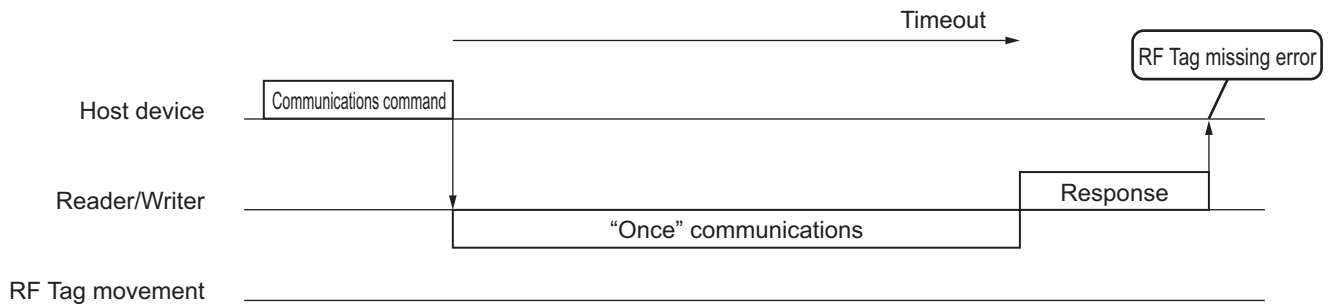 Timeout
RF Tag missing error
Communications command
Host device
Response
Reader/Writer
“Once” communications
RF Tag movement